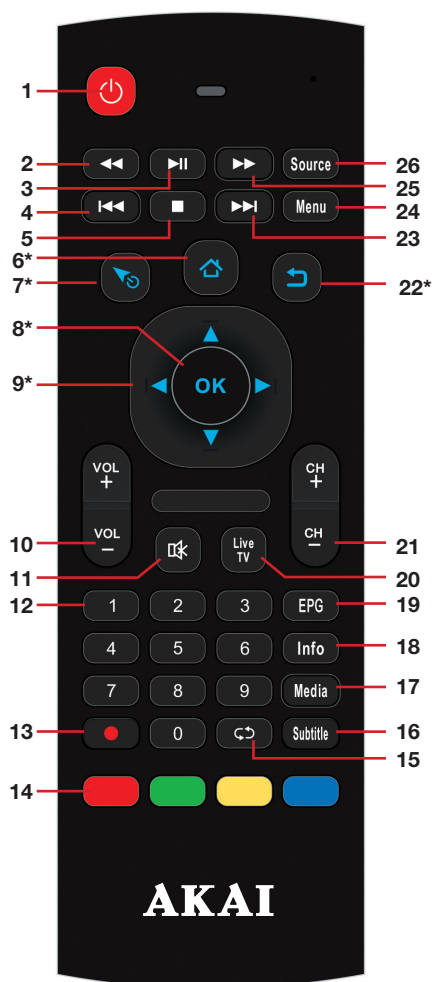 1
2
3
4
5
6*
7*
8*
9*
10
11
12
13
14
26
25
24
23
22*
21
20
19
18
17
16
15
Source
Menu
OK
VOL
+
VOL
–
CH
+
CH
–
Live
TV
1 2 3 EPG
4 5 6 Info
7 8 9 Media
0 Subtitle
AKAI